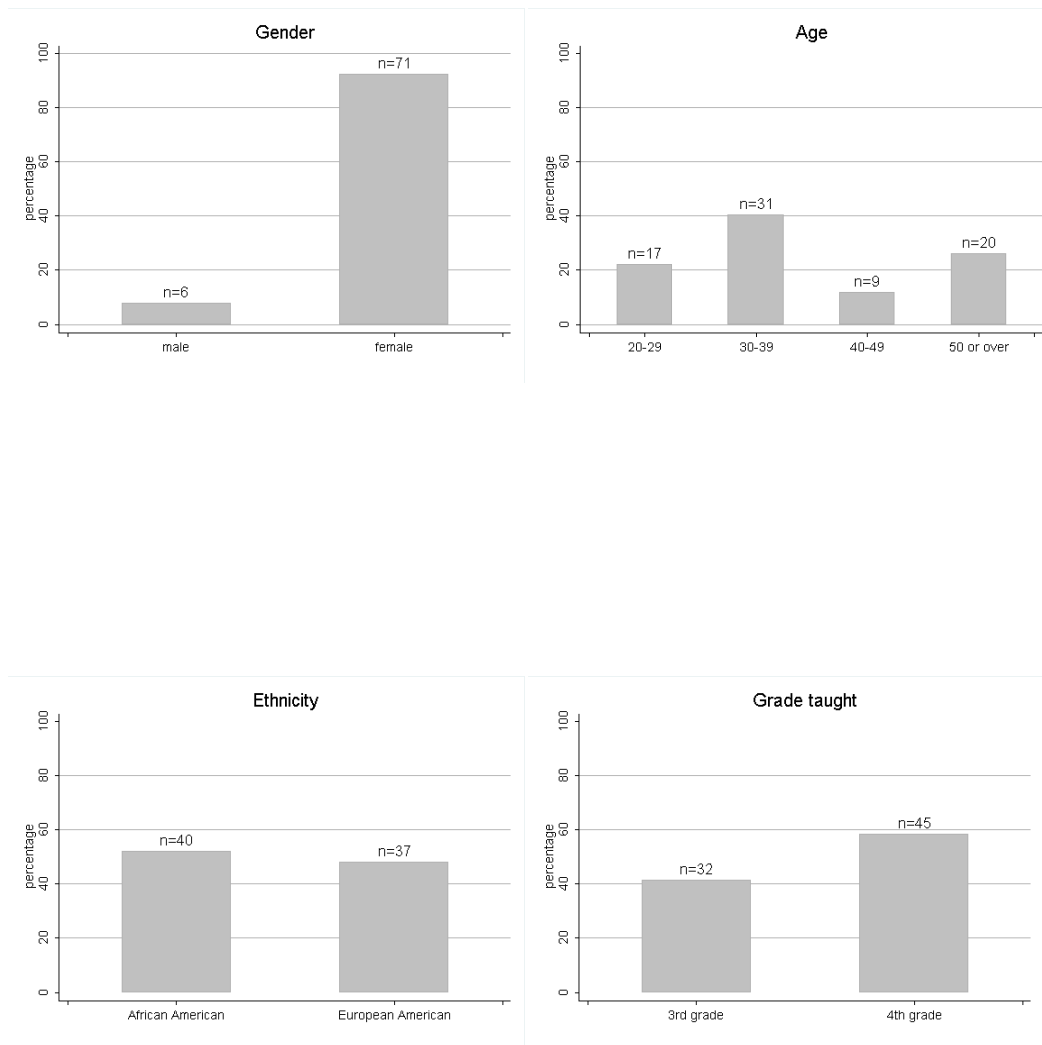 Gender
percentage
100
80
60
40
20
0
n=6
n=71
male
female
Age
percentage
100
80
60
40
20
0
n=17
n=31
n=9
n=20
20-29
30-39
40-49
50 or over
Ethnicity
percentage
100
80
60
40
20
0
n=40
n=37
African American
European American
Grade taught
percentage
100
80
60
40
20
0
n=32
n=45
3rd grade
4th grade